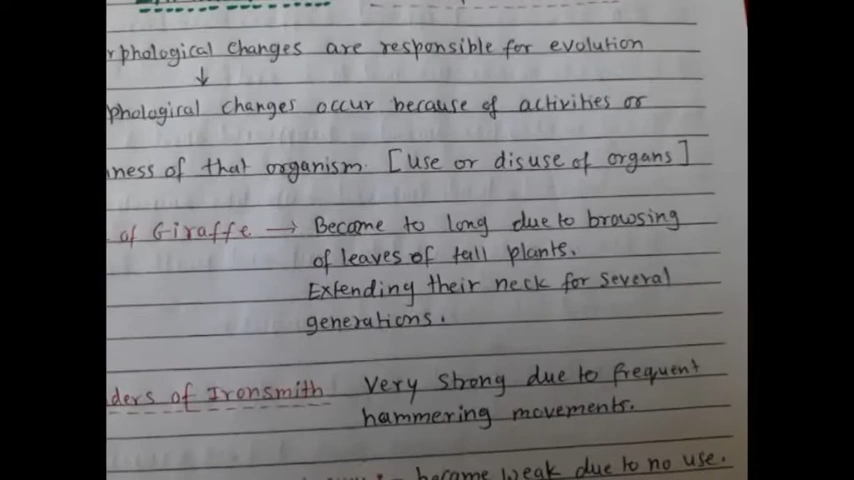 rphological changes are responsible for evolution
↓
phological changes occur because of activities or
iness of that organism. [use or disuse of organs]
of Giraffe → Became to long due to browsing
of leaves of tall plants.
Extending their neck for several
generations.
ders of Ironsmith Very strong due to frequent
hammering movements.
became weak due to no use.